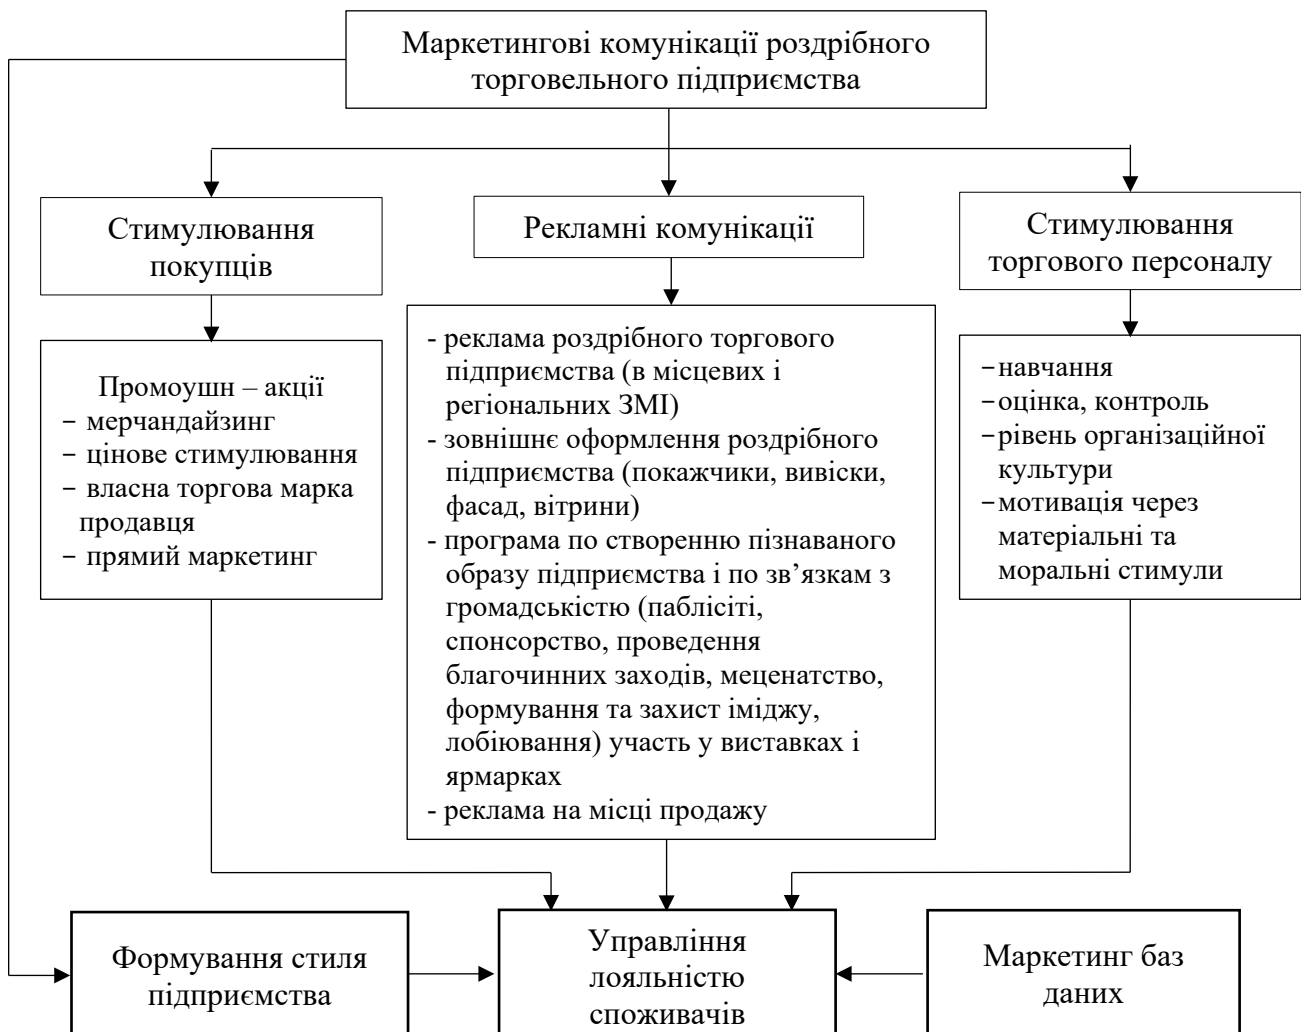 Маркетингові комунікації роздрібного
торговельного підприємства
Стимулювання
покупців
Рекламні комунікації
Стимулювання
торгового персоналу
Промоушн – акції
– мерчандайзинг
– цінове стимулювання
– власна торгова марка
продавця
– прямий маркетинг
- реклама роздрібного торгового
підприємства (в місцевих і
регіональних ЗМІ)
- зовнішнє оформлення роздрібного
підприємства (покажчики, вивіски,
фасад, вітрини)
- програма по створенню пізнаваного
образу підприємства і по зв’язкам з
громадськістю (паблісіті,
спонсорство, проведення
благочинних заходів, меценатство,
формування та захист іміджу,
лобіювання) участь у виставках і
ярмарках
- реклама на місці продажу
–навчання
–оцінка, контроль
–рівень організаційної
культури
–мотивація через
матеріальні та
моральні стимули
Формування стиля
підприємства
Управління
лояльністю
споживачів
Маркетинг баз
даних